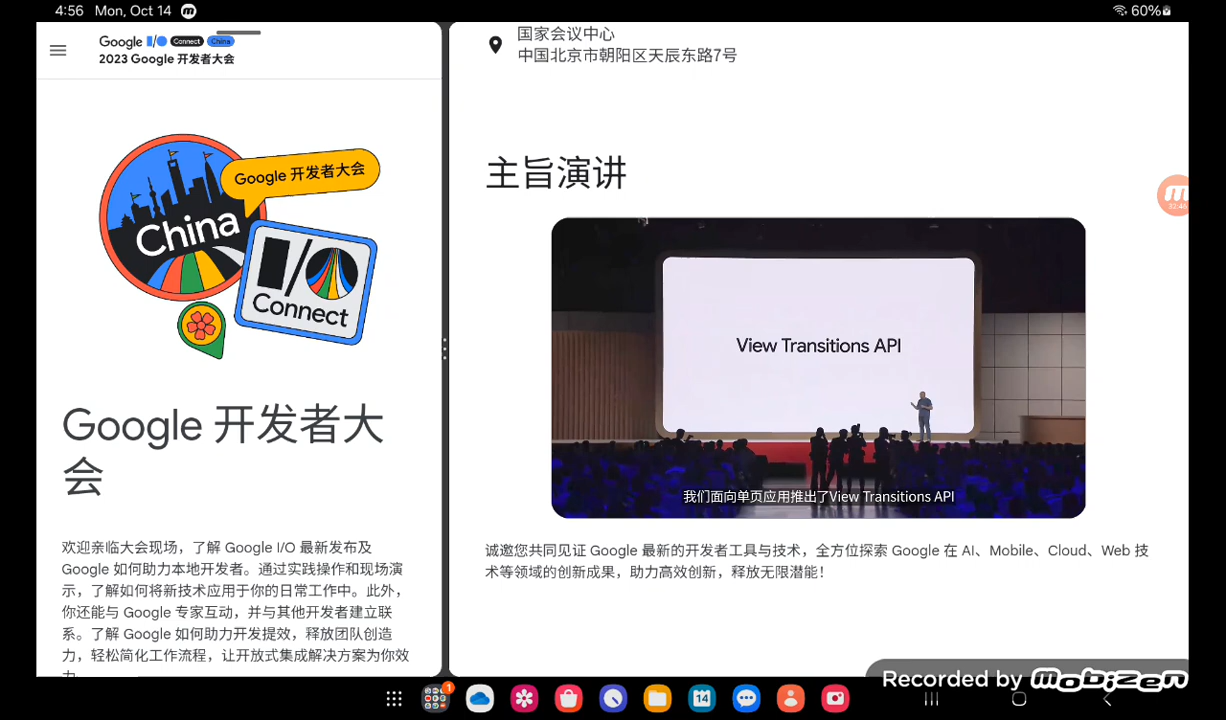 4:56 Mon, Oct 14
60%
Google I/O Connect China
2023 Google 开发者大会
Google 开发者大会
China
I/O
Connect
Google 开发者大
会
欢迎亲临大会现场，了解 Google I/O 最新发布及
Google 如何助力本地开发者。通过实践操作和现场演
示，了解如何将新技术应用于你的日常工作中。此外，
你还能与 Google 专家互动，并与其他开发者建立联
系。了解 Google 如何助力开发提效，释放团队创造
力，轻松简化工作流程，让开放式集成解决方案为你效
力
国家会议中心
中国北京市朝阳区天辰东路7号
主旨演讲
View Transitions API
我们面向单页应用推出了View Transitions API
诚邀您共同见证 Google 最新的开发者工具与技术，全方位探索 Google 在 AI、Mobile、Cloud、Web 技
术等领域的创新成果，助力高效创新，释放无限潜能！
32:46
1
14
Recorded by mobizen